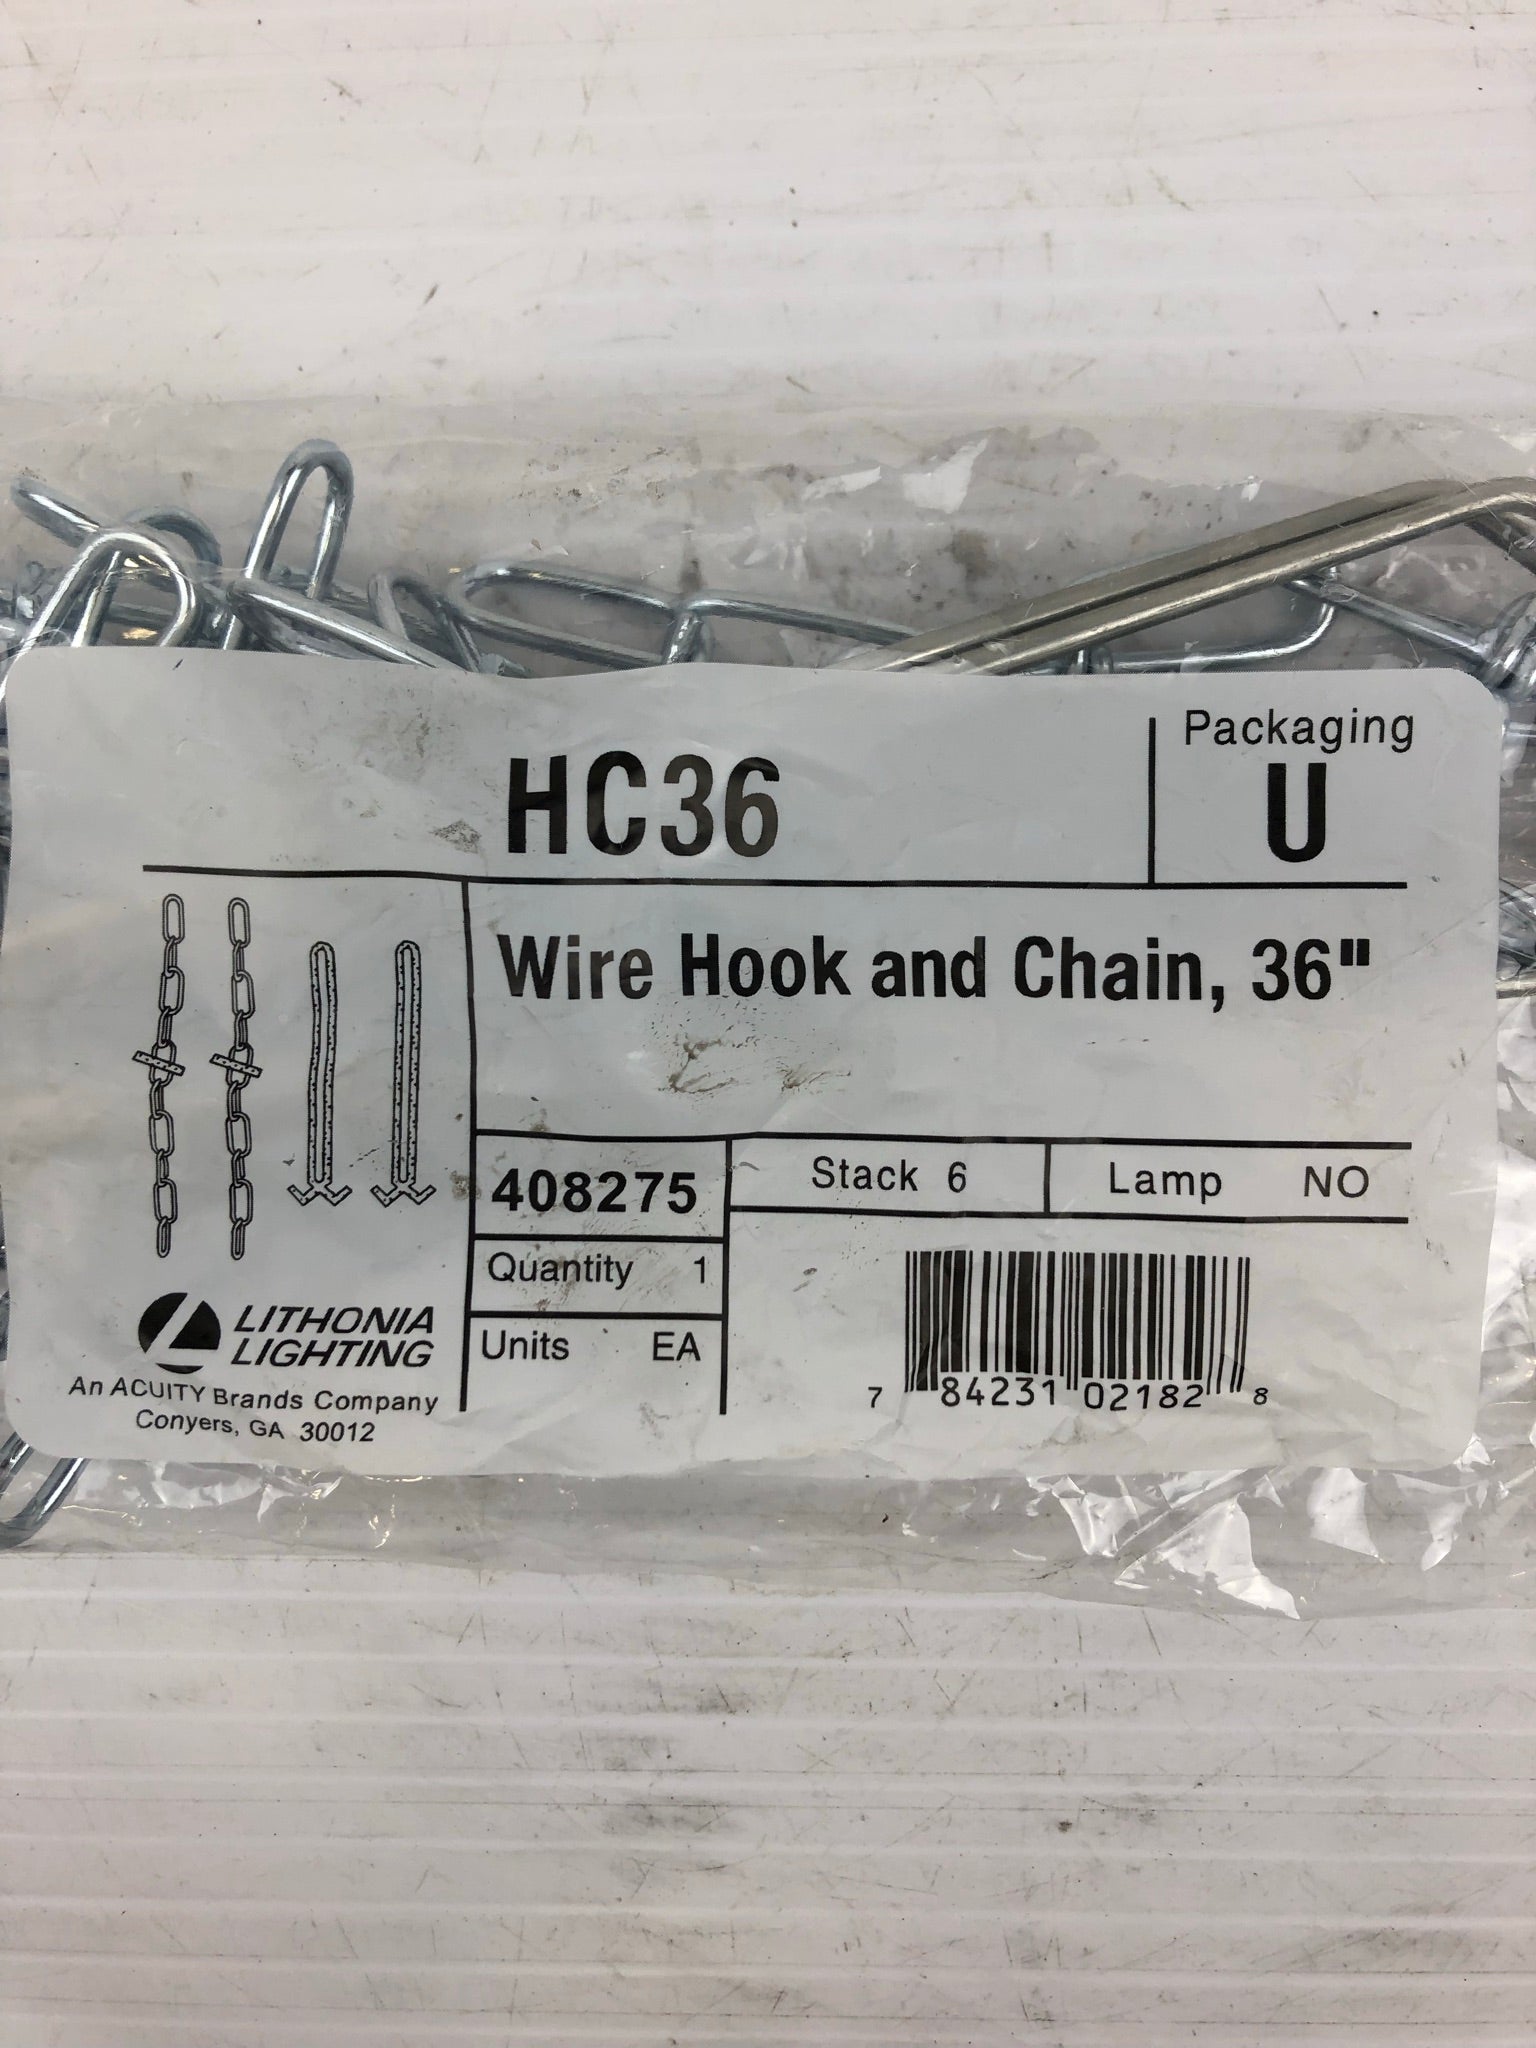 HC36
Packaging
U
Wire Hook and Chain, 36"
408275
Stack 6
Lamp NO
Quantity 1
Units EA
LITHONIA
LIGHTING
An ACUITY Brands Company
Conyers, GA 30012
7 84231 02182 8